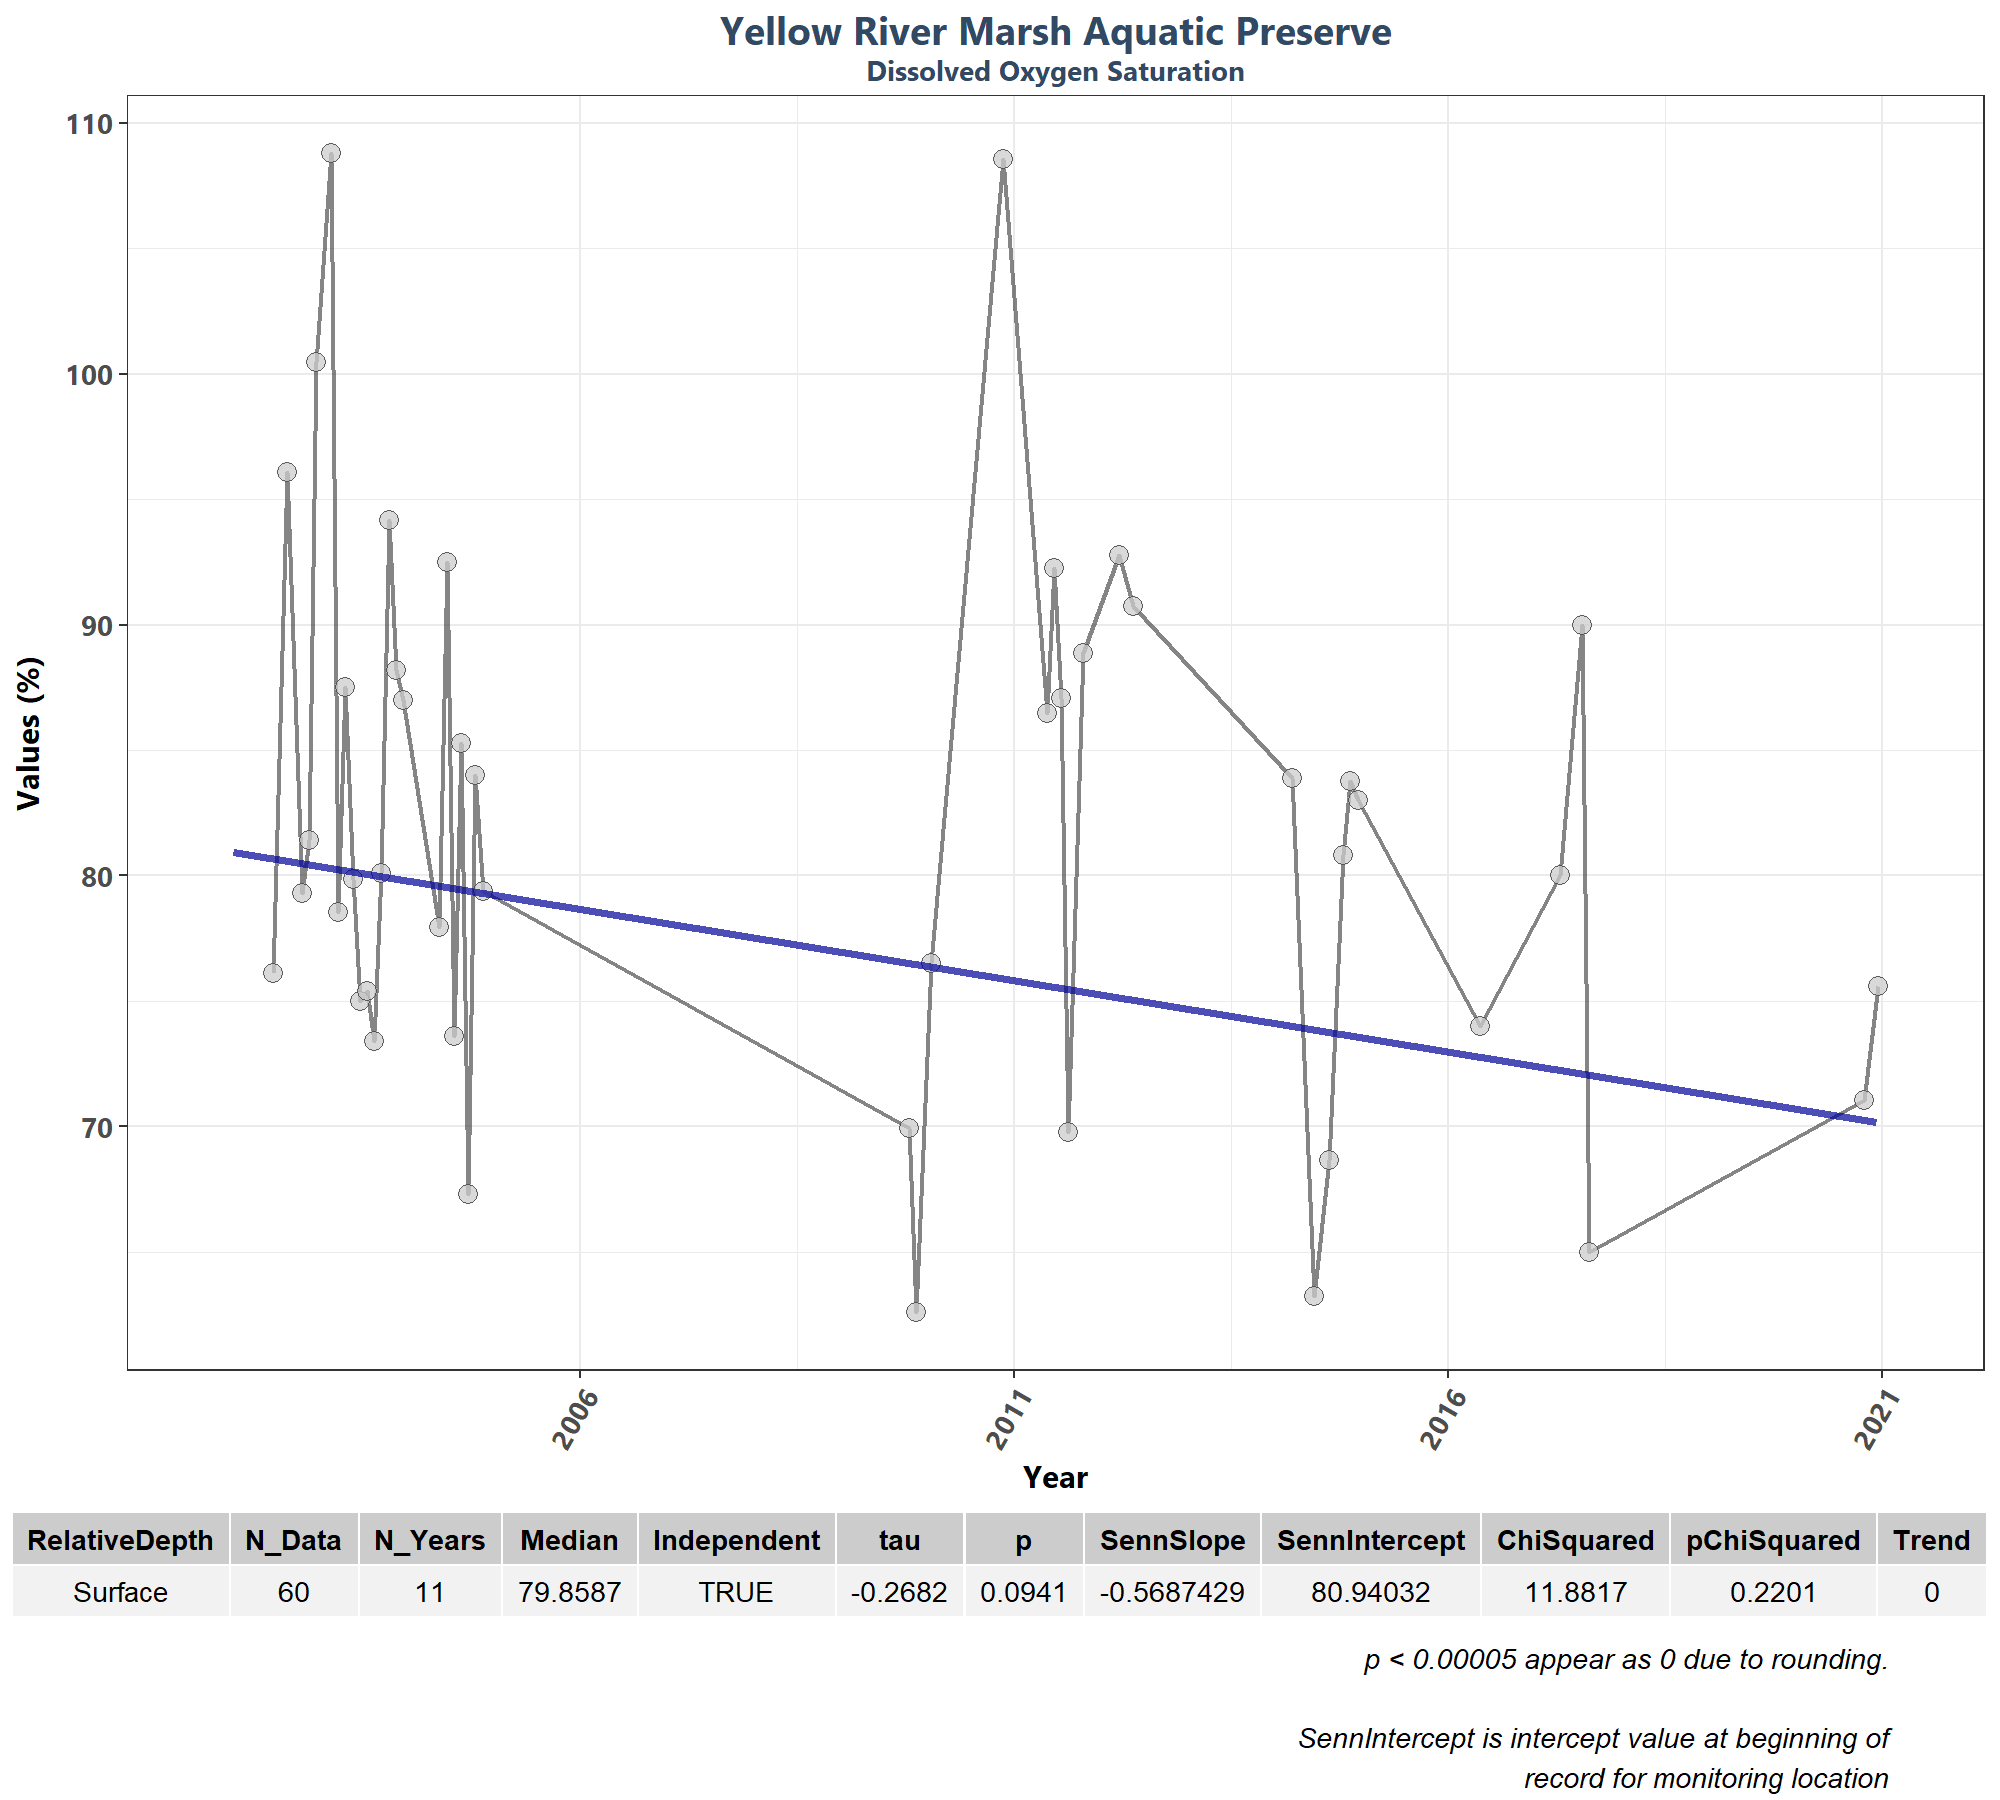 Yellow River Marsh Aquatic Preserve
Dissolved Oxygen Saturation
110
100
90
80
70
Values (%)
2006
2011
2016
2021
Year
RelativeDepth N_Data N_Years Median Independent tau p SennSlope SennIntercept ChiSquared pChiSquared Trend
Surface 60 11 79.8587 TRUE -0.2682 0.0941 -0.5687429 80.94032 11.8817 0.2201 0
p < 0.00005 appear as 0 due to rounding.
SennIntercept is intercept value at beginning of
record for monitoring location